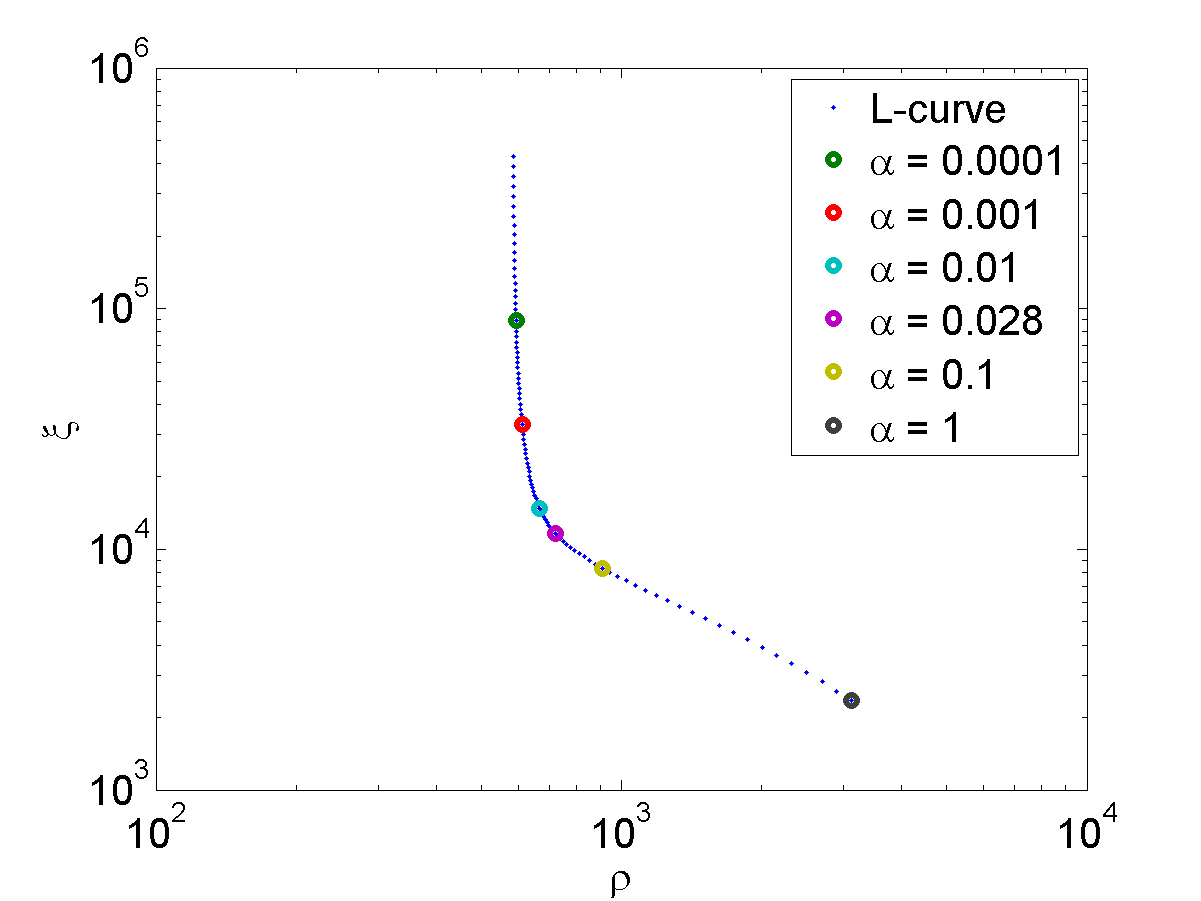 10^6
10^5
10^4
10^3
ξ
10^2
10^3
10^4
ρ
L-curve
α = 0.0001
α = 0.001
α = 0.01
α = 0.028
α = 0.1
α = 1